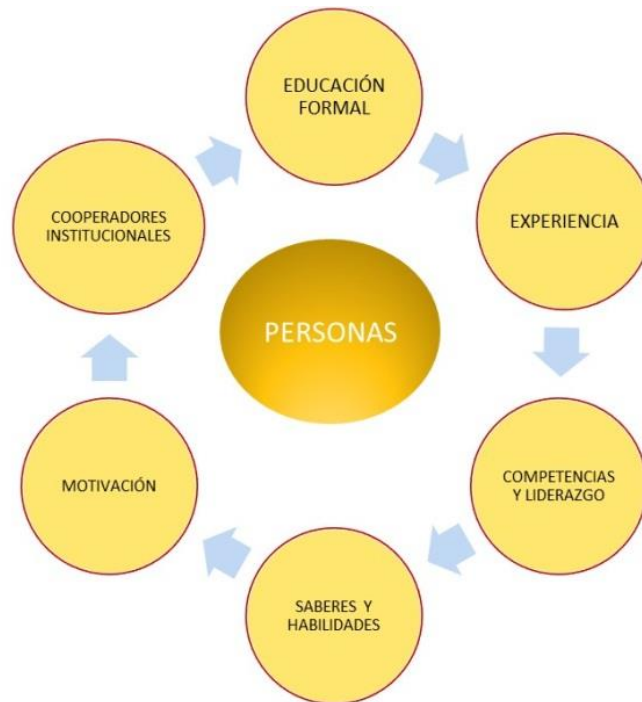 EDUCACIÓN
FORMAL
EXPERIENCIA
COMPETENCIAS
Y LIDERAZGO
SABERES Y
HABILIDADES
MOTIVACIÓN
COOPERADORES
INSTITUCIONALES
PERSONAS